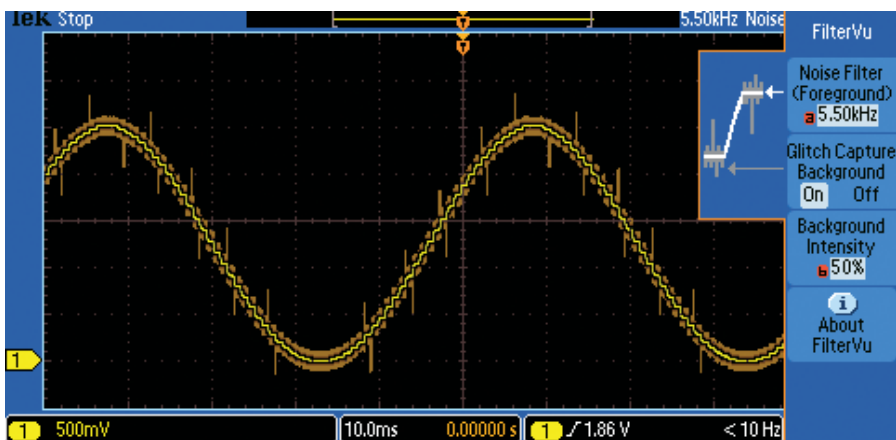 Tek Stop
5.50kHz Noise
FilterVu
Noise Filter
(Foreground)
a 5.50kHz
Glitch Capture
Background
On Off
Background
Intensity
b 50%
i
About
FilterVu
T
T
1
1 500mV
10.0ms 0.00000 s
1 1.86 V
< 10 Hz